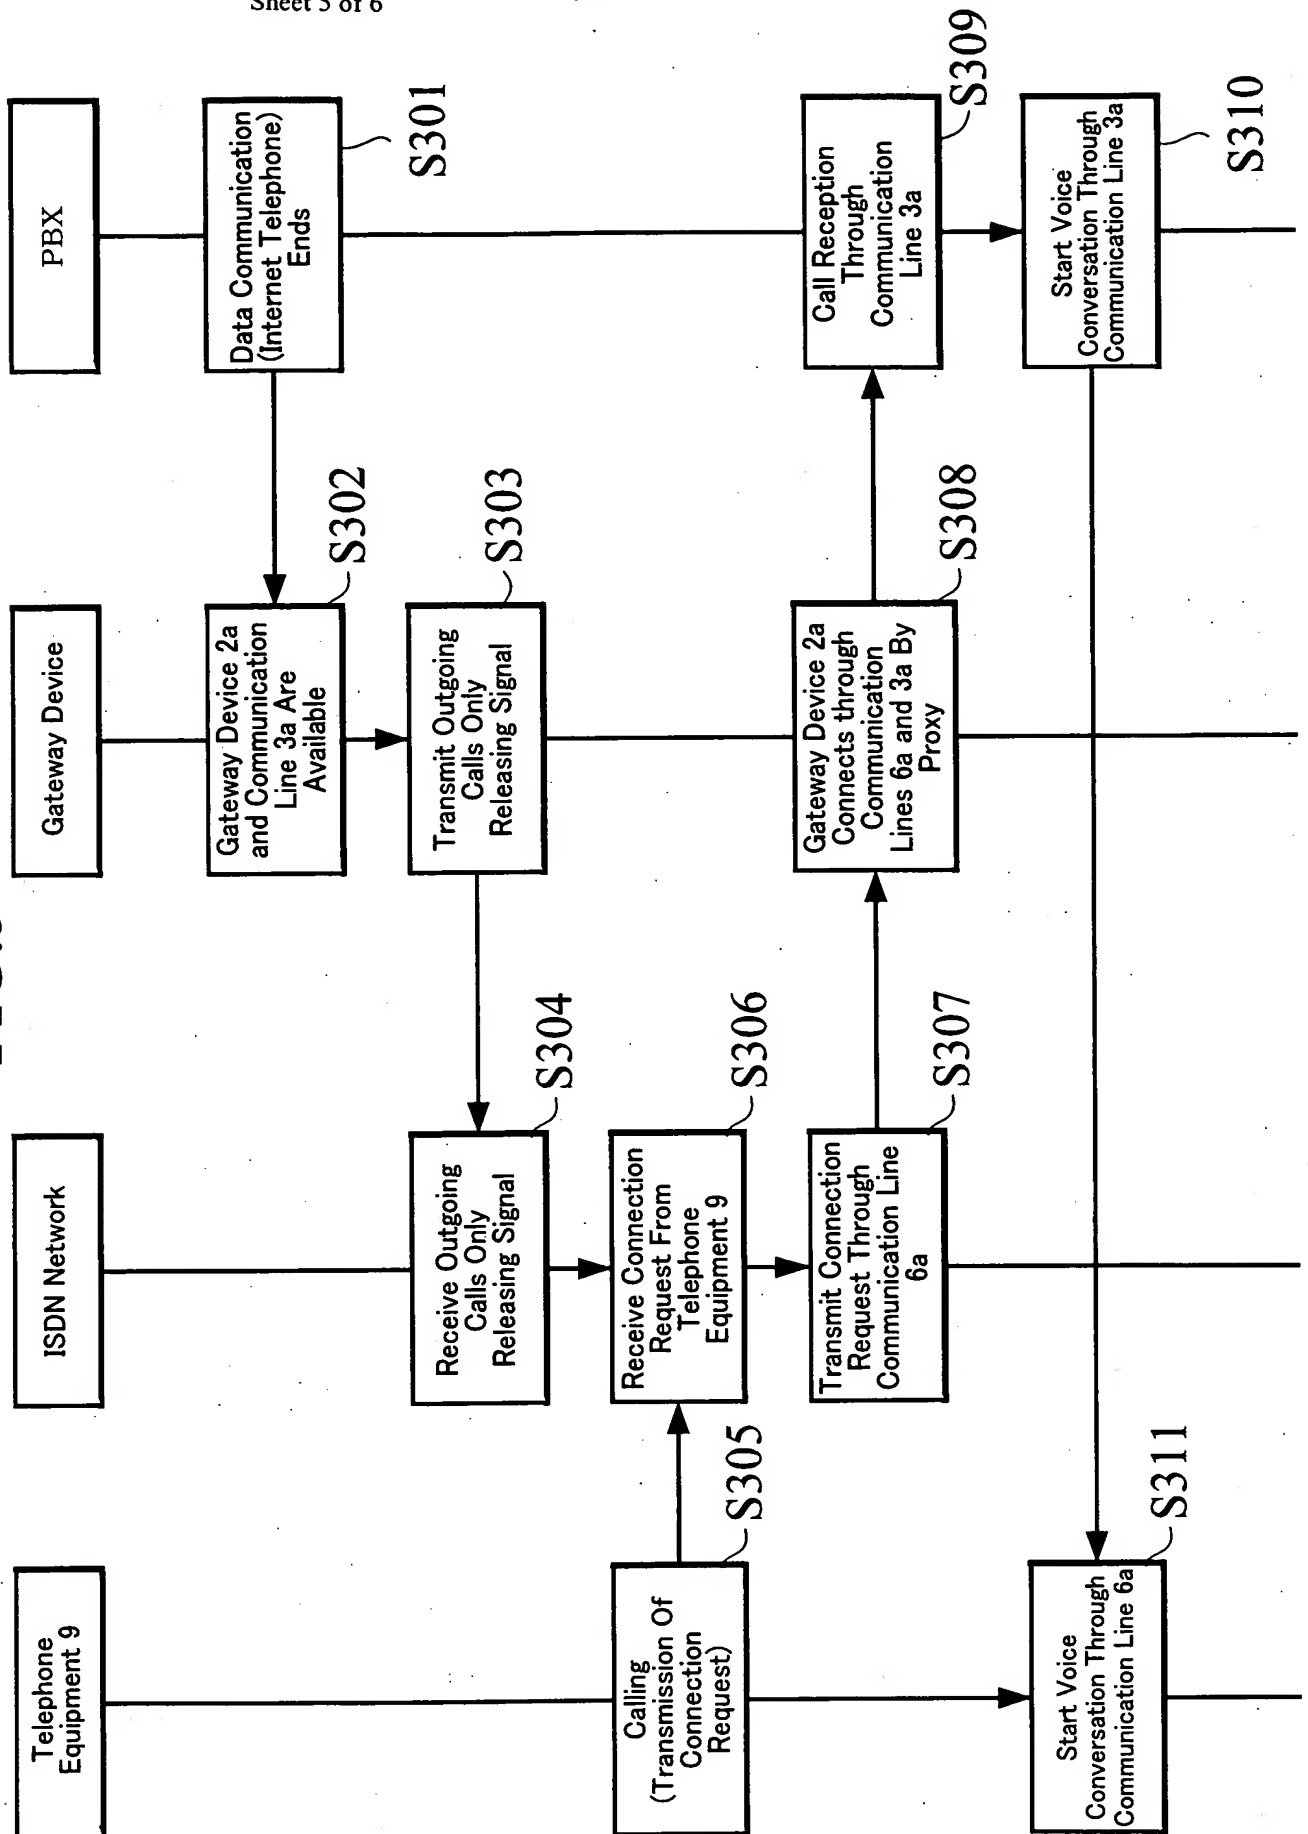 Sheet 5 of 6
Telephone
Equipment 9
ISDN Network
Gateway Device
PBX
Data Communication
(Internet Telephone)
Ends
S301
Gateway Device 2a
and Communication
Line 3a Are
Available
S302
Transmit Outgoing
Calls Only
Releasing Signal
S303
Receive Outgoing
Calls Only
Releasing Signal
S304
Calling
(Transmission Of
Connection
Request)
S305
Receive Connection
Request From
Telephone
Equipment 9
S306
Transmit Connection
Request Through
Communication Line
6a
S307
Gateway Device 2a
Connects through
Communication
Lines 6a and 3a By
Proxy
S308
Call Reception
Through
Communication
Line 3a
S309
Start Voice
Conversation Through
Communication Line 3a
S310
Start Voice
Conversation Through
Communication Line 6a
S311